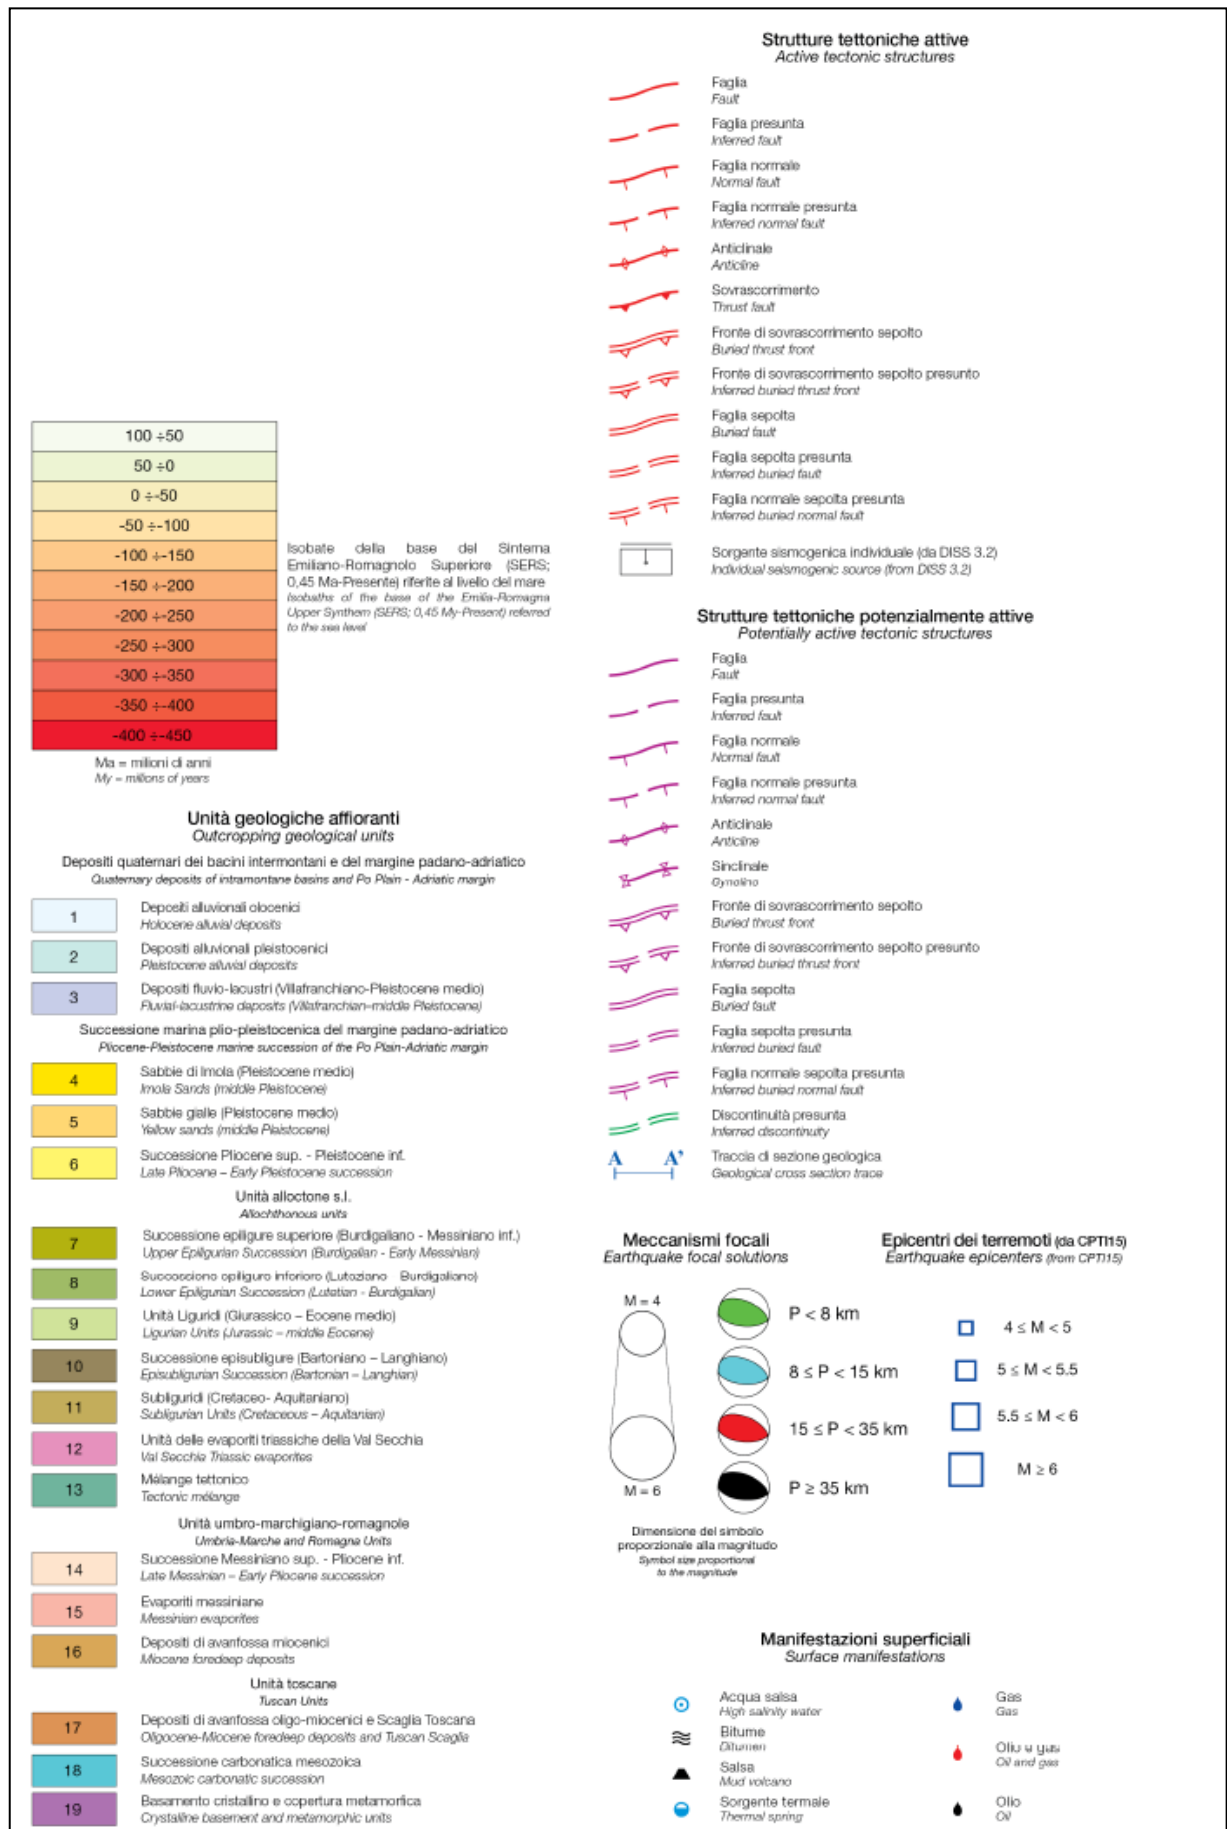 100 ÷50
50 ÷0
0 ÷-50
-50 ÷-100
-100 ÷-150
-150 ÷-200
-200 ÷-250
-250 ÷-300
-300 ÷-350
-350 ÷-400
-400 ÷-450
Ma = milioni di anni
My = millions of years
Isobate della base del Sintema
Emiliano-Romagnolo Superiore (SERS;
0,45 Ma-Presente) riferite al livello del mare
Isobaths of the base of the Emilia-Romagna
Upper Synthem (SERS; 0,45 My-Present) referred
to the sea level
Unità geologiche affioranti
Outcropping geological units
Depositi quaternari dei bacini intermontani e del margine padano-adriatico
Quaternary deposits of intramontane basins and Po Plain - Adriatic margin
1
Depositi alluvionali olocenici
Holocene alluvial deposits
2
Depositi alluvionali pleistocenici
Pleistocene alluvial deposits
3
Depositi fluvio-lacustri (Villafranchiano-Pleistocene medio)
Fluvial-lacustrine deposits (Villafranchian–middle Pleistocene)
Successione marina plio-pleistocenica del margine padano-adriatico
Pliocene-Pleistocene marine succession of the Po Plain-Adriatic margin
4
Sabbie di Imola (Pleistocene medio)
Imola Sands (middle Pleistocene)
5
Sabbie gialle (Pleistocene medio)
Yellow sands (middle Pleistocene)
6
Successione Pliocene sup. - Pleistocene inf.
Late Pliocene – Early Pleistocene succession
Unità alloctone s.l.
Allochthonous units
7
Successione epiligure superiore (Burdigaliano - Messiniano inf.)
Upper Epiligurian Succession (Burdigalian - Early Messinian)
8
Successione epiligure inferiore (Luteziano Burdigaliano)
Lower Epiligurian Succession (Lutetian - Burdigalian)
9
Unità Liguridi (Giurassico – Eocene medio)
Ligurian Units (Jurassic – middle Eocene)
10
Successione episubligure (Bartoniano – Langhiano)
Episubligurian Succession (Bartonian – Langhian)
11
Subliguridi (Cretaceo- Aquitaniano)
Subligurian Units (Cretaceous – Aquitanian)
12
Unità delle evaporiti triassiche della Val Secchia
Val Secchia Triassic evaporites
13
Mélange tettonico
Tectonic mélange
Unità umbro-marchigiano-romagnole
Umbria-Marche and Romagna Units
14
Successione Messiniano sup. - Pliocene inf.
Late Messinian – Early Pliocene succession
15
Evaporiti messiniane
Messinian evaporites
16
Depositi di avanfossa miocenici
Miocene foredeep deposits
Unità toscane
Tuscan Units
17
Depositi di avanfossa oligo-miocenici e Scaglia Toscana
Oligocene-Miocene foredeep deposits and Tuscan Scaglia
18
Successione carbonatica mesozoica
Mesozoic carbonatic succession
19
Basamento cristallino e copertura metamorfica
Crystalline basement and metamorphic units
Strutture tettoniche attive
Active tectonic structures
Faglia
Fault
Faglia presunta
Inferred fault
Faglia normale
Normal fault
Faglia normale presunta
Inferred normal fault
Anticlinale
Anticline
Sovrascorrimento
Thrust fault
Fronte di sovrascorrimento sepolto
Buried thrust front
Fronte di sovrascorrimento sepolto presunto
Inferred buried thrust front
Faglia sepolta
Buried fault
Faglia sepolta presunta
Inferred buried fault
Faglia normale sepolta presunta
Inferred buried normal fault
Sorgente sismogenica individuale (da DISS 3.2)
Individual seismogenic source (from DISS 3.2)
Strutture tettoniche potenzialmente attive
Potentially active tectonic structures
Faglia
Fault
Faglia presunta
Inferred fault
Faglia normale
Normal fault
Faglia normale presunta
Inferred normal fault
Anticlinale
Anticline
Sinclinale
Fronte di sovrascorrimento sepolto
Buried thrust front
Fronte di sovrascorrimento sepolto presunto
Inferred buried thrust front
Faglia sepolta
Buried fault
Faglia sepolta presunta
Inferred buried fault
Faglia normale sepolta presunta
Inferred buried normal fault
Discontinuità presunta
Inferred discontinuity
A A'
Traccia di sezione geologica
Geological cross section trace
Meccanismi focali
Earthquake focal solutions
M = 4
M = 6
P < 8 km
8 ≤ P < 15 km
15 ≤ P < 35 km
P ≥ 35 km
Dimensione del simbolo
proporzionale alla magnitudo
Symbol size proportional
to the magnitude
Epicentri dei terremoti (da CPTI15)
Earthquake epicenters (from CPTI15)
4 ≤ M < 5
5 ≤ M < 5.5
5.5 ≤ M < 6
M ≥ 6
Manifestazioni superficiali
Surface manifestations
Acqua salsa
High salinity water
Bitume
Bitumen
Salsa
Mud volcano
Sorgente termale
Thermal spring
Gas
Gas
Olio e gas
Oil and gas
Olio
Oil